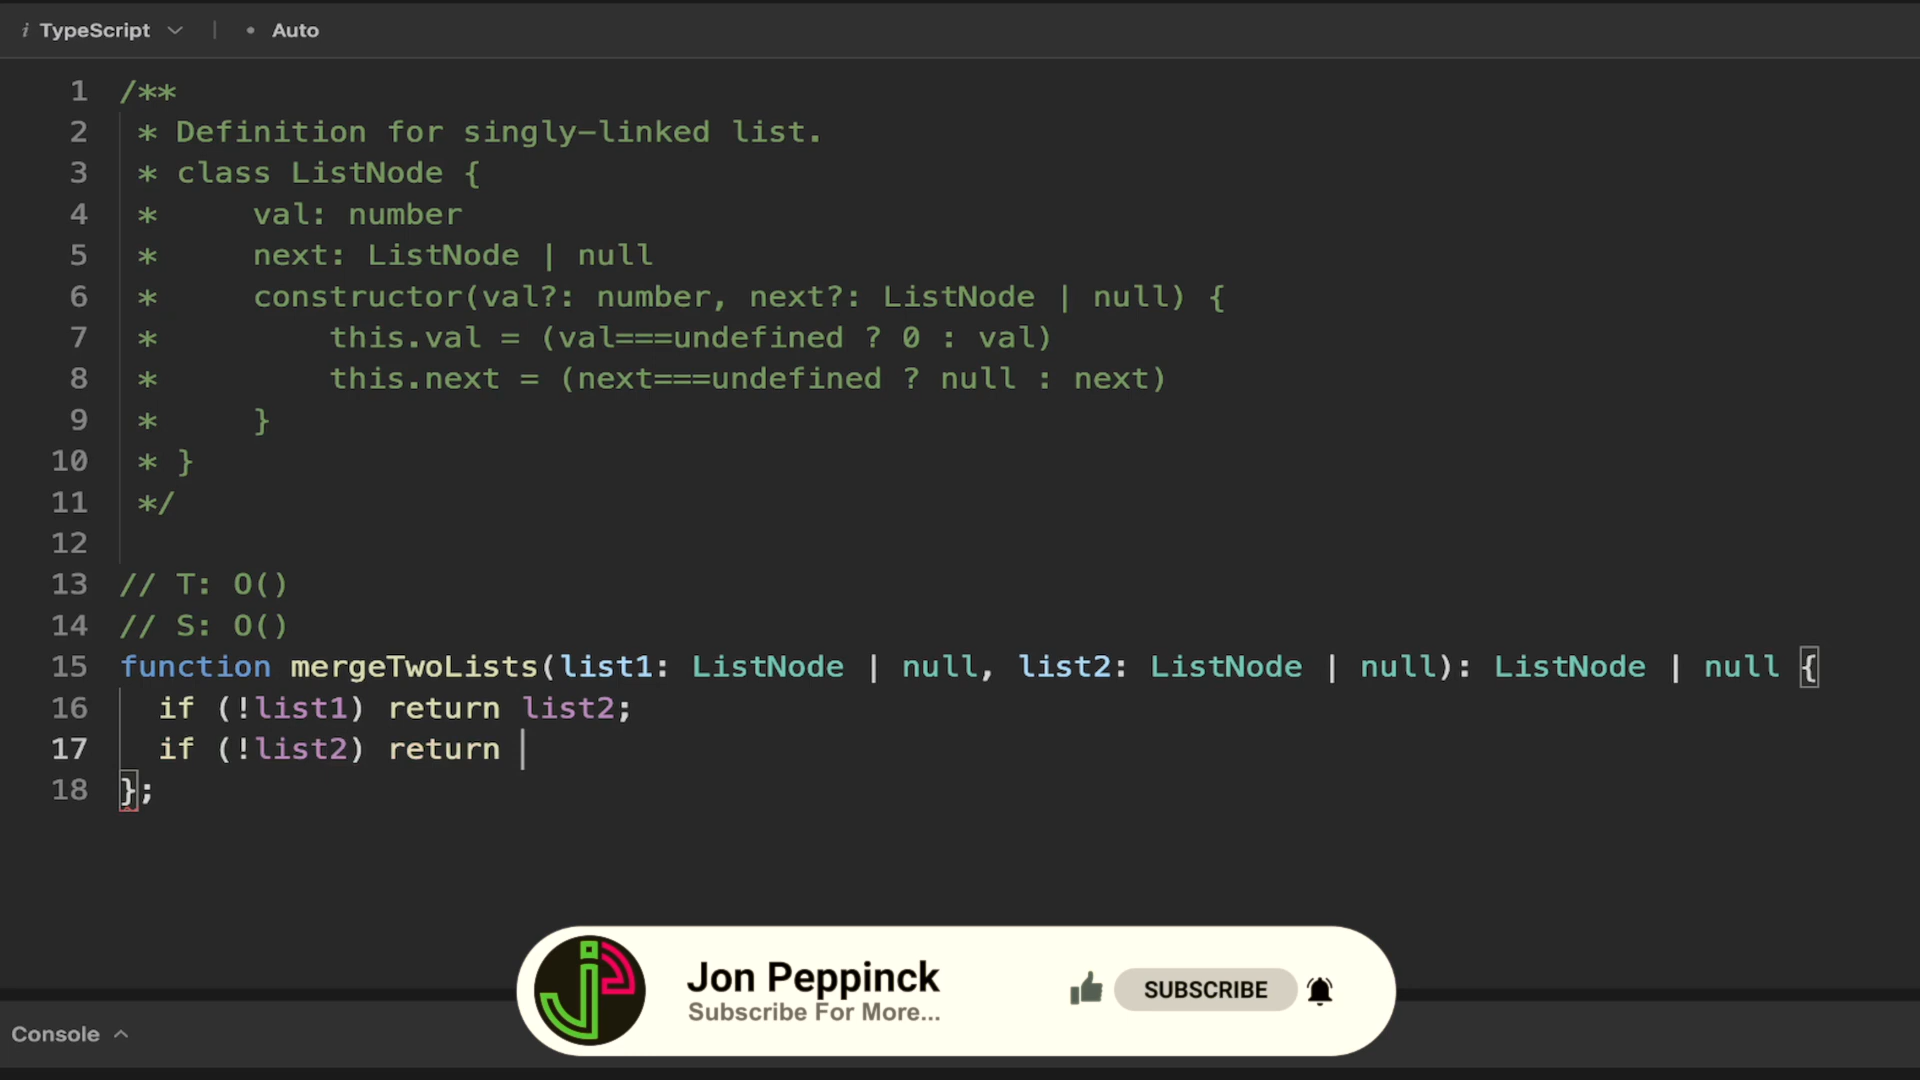 i TypeScript • Auto
1 /**
2 * Definition for singly-linked list.
3 * class ListNode {
4 *     val: number
5 *     next: ListNode | null
6 *     constructor(val?: number, next?: ListNode | null) {
7 *         this.val = (val===undefined ? 0 : val)
8 *         this.next = (next===undefined ? null : next)
9 *     }
10 * }
11 */
12
13 // T: O()
14 // S: O()
15 function mergeTwoLists(list1: ListNode | null, list2: ListNode | null): ListNode | null {
16   if (!list1) return list2;
17   if (!list2) return
18 };
Jon Peppinck
Subscribe For More...
SUBSCRIBE
Console